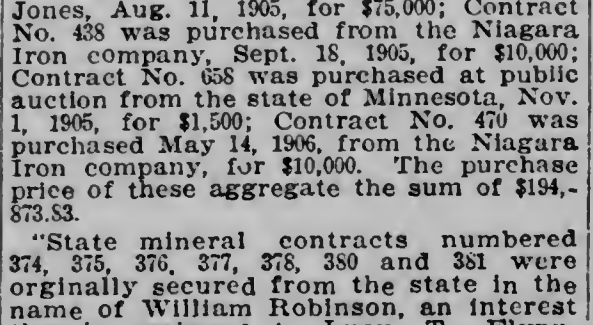 Jones, Aug. 11, 1905, for $75,000; Contract
No. 438 was purchased from the Niagara
Iron company, Sept. 18, 1905, for $10,000;
Contract No. 658 was purchased at public
auction from the state of Minnesota, Nov.
1, 1905, for $1,500; Contract No. 470 was
purchased May 14, 1906, from the Niagara
Iron company, for $10,000. The purchase
price of these aggregate the sum of $194,-
873.83.
"State mineral contracts numbered
374, 375, 376, 377, 378, 380 and 381 were
orginally secured from the state in the
name of William Robinson, an interest